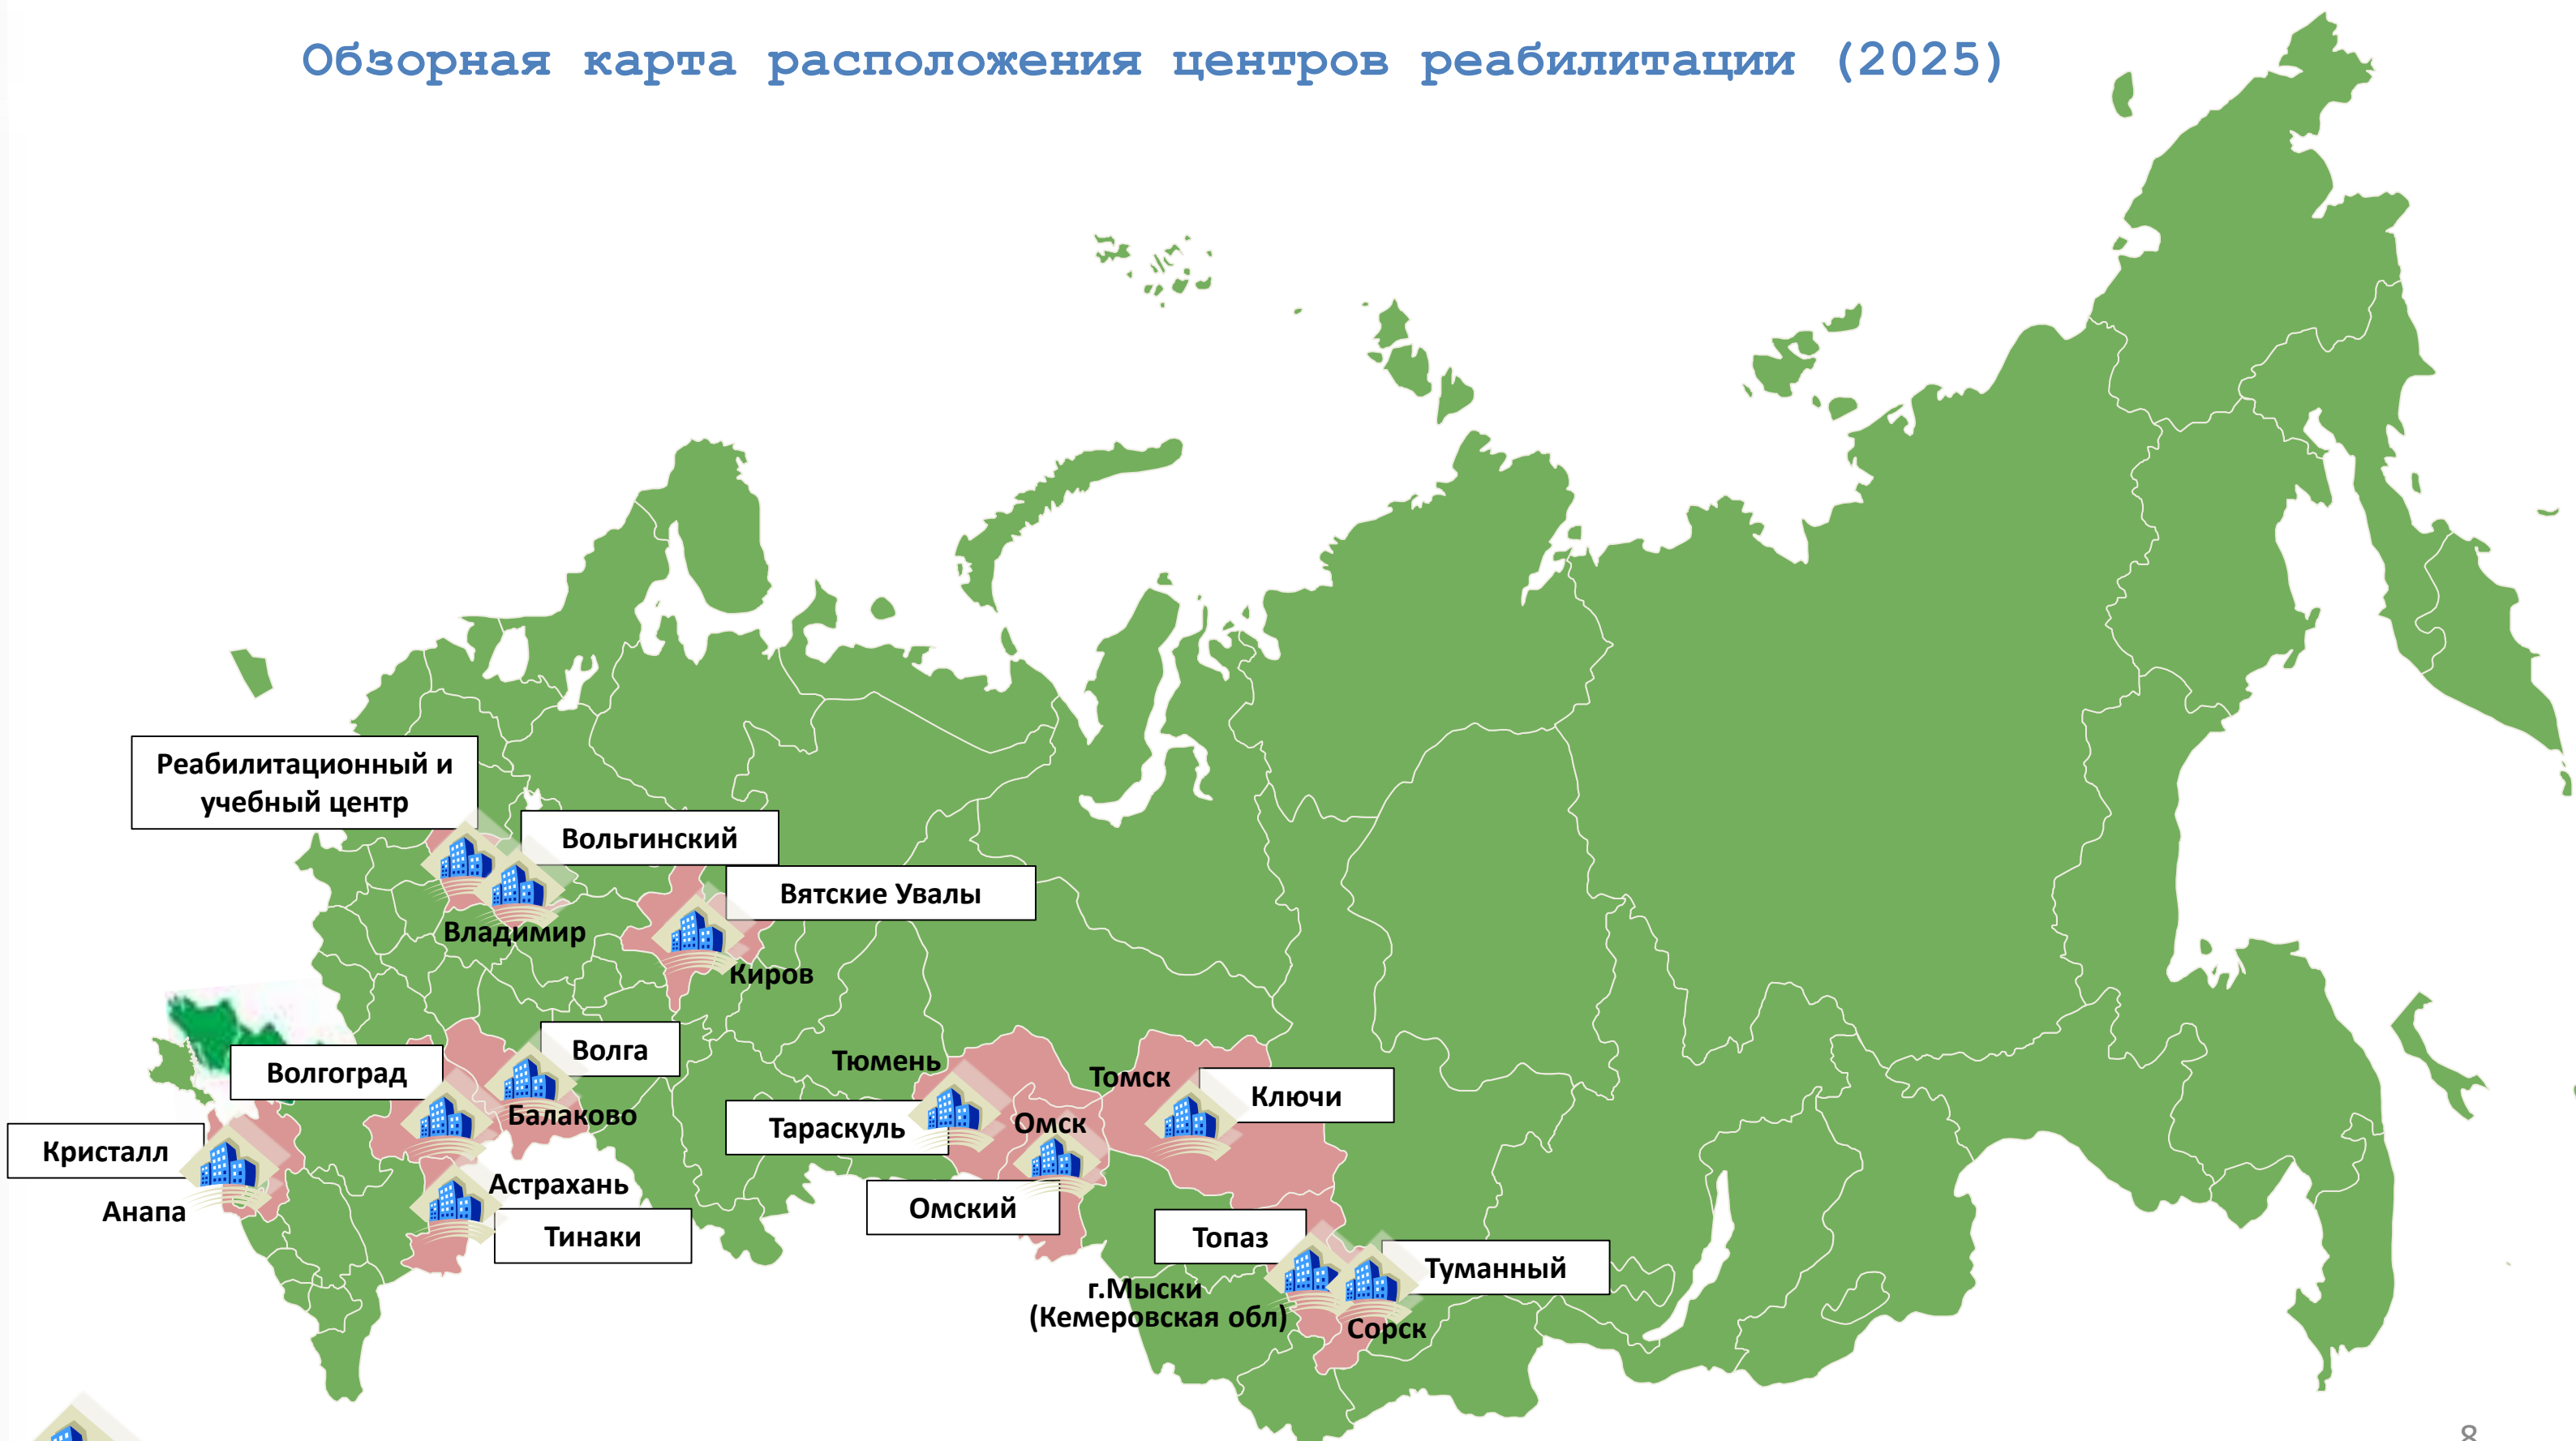 Обзорная карта расположения центров реабилитации (2025)
Реабилитационный и
учебный центр
Вольгинский
Вятские Увалы
Владимир
Киров
Волга
Волгоград
Балаково
Тюмень
Томск
Ключи
Тараскуль
Омск
Кристалл
Анапа
Астрахань
Тинаки
Омский
Топаз
Туманный
г.Мыски
(Кемеровская обл)
Сорск
8